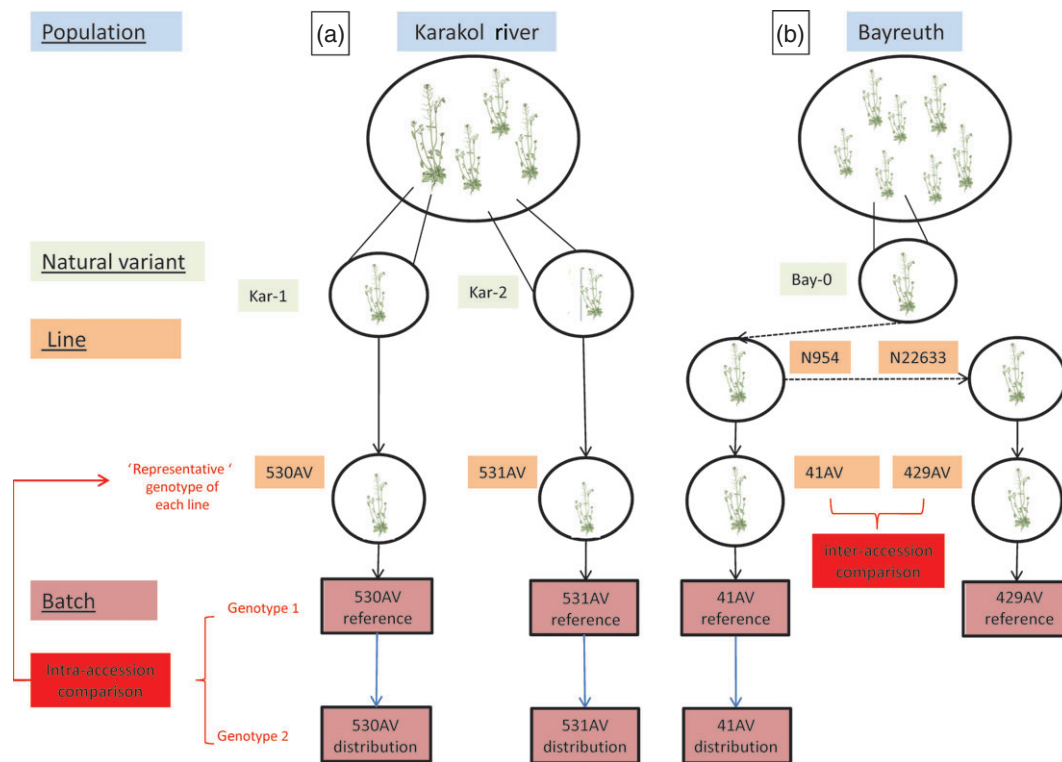 Population
(a)
Karakol river
(b)
Bayreuth
Natural variant
Kar-1
Kar-2
Bay-0
Line
N954
N22633
'Representative '
genotype of
each line
530AV
531AV
41AV
429AV
inter-accession
comparison
Batch
Genotype 1
530AV
reference
531AV
reference
41AV
reference
429AV
reference
Intra-accession
comparison
Genotype 2
530AV
distribution
531AV
distribution
41AV
distribution